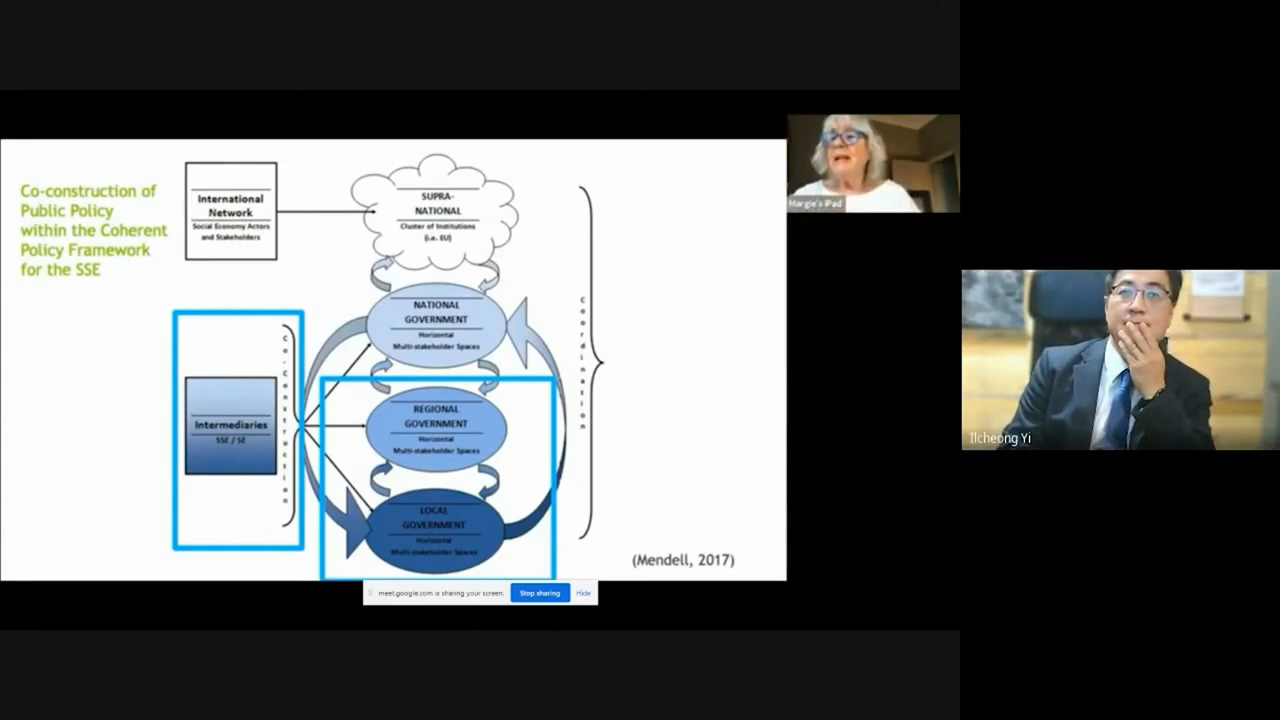 Co-construction of
Public Policy
within the Coherent
Policy Framework
for the SSE
International
Network
Social Economy Actors
and Stakeholders
SUPRA-
NATIONAL
Cluster of Institutions
(i.e. EU)
NATIONAL
GOVERNMENT
Horizontal
Multi-stakeholder Spaces
Co-Construction
Intermediaries
SSE / SE
REGIONAL
GOVERNMENT
Horizontal
Multi-stakeholder Spaces
LOCAL
GOVERNMENT
Horizontal
Multi-stakeholder Spaces
Coordination
(Mendell, 2017)
meet.google.com is sharing your screen.
Stop sharing
Hide
Margie's iPad
Ilcheong Yi